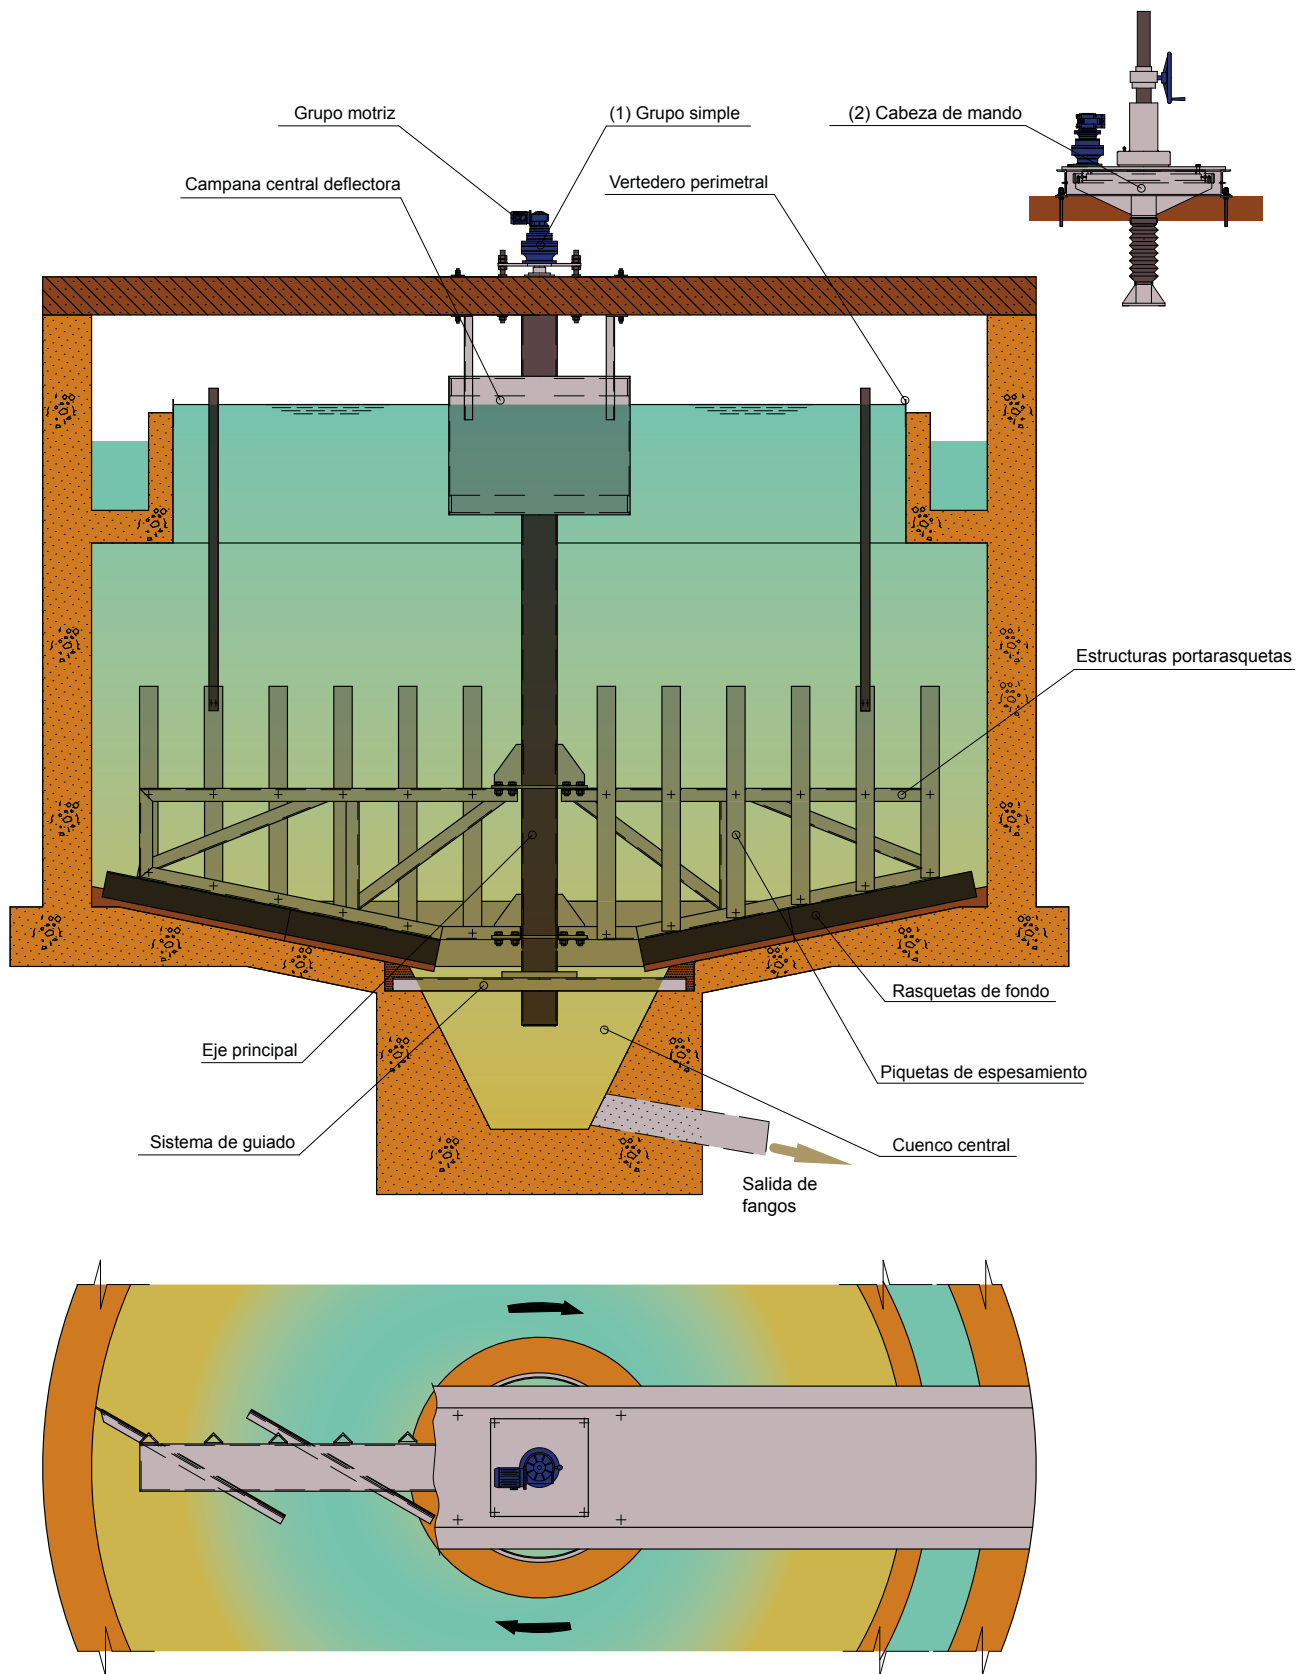 Grupo motriz
(1) Grupo simple
(2) Cabeza de mando
Campana central deflectora
Vertedero perimetral
Estructuras portarasquetas
Rasquetas de fondo
Eje principal
Piquetas de espesamiento
Sistema de guiado
Cuenco central
Salida de
fangos